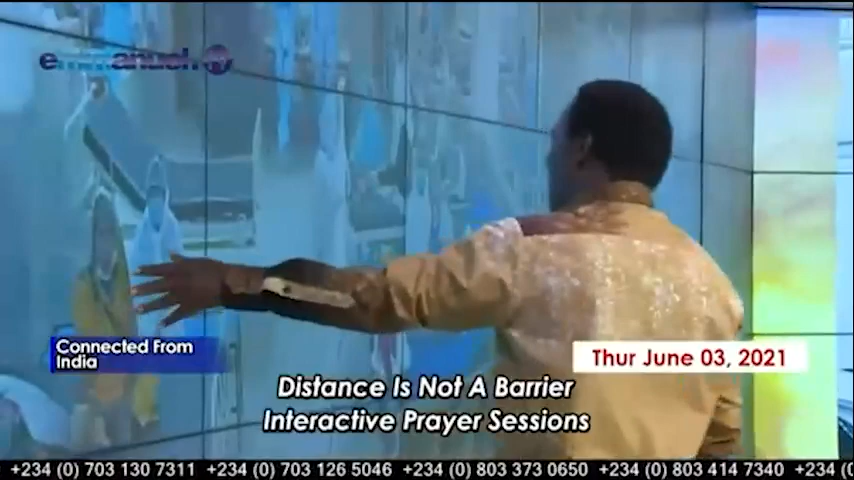 emmanuel tv
Connected From
India
Thur June 03, 2021
Distance Is Not A Barrier
Interactive Prayer Sessions
+234 (0) 703 130 7311 +234 (0) 703 126 5046 +234 (0) 803 373 0650 +234 (0) 803 414 7340 +234 (0)